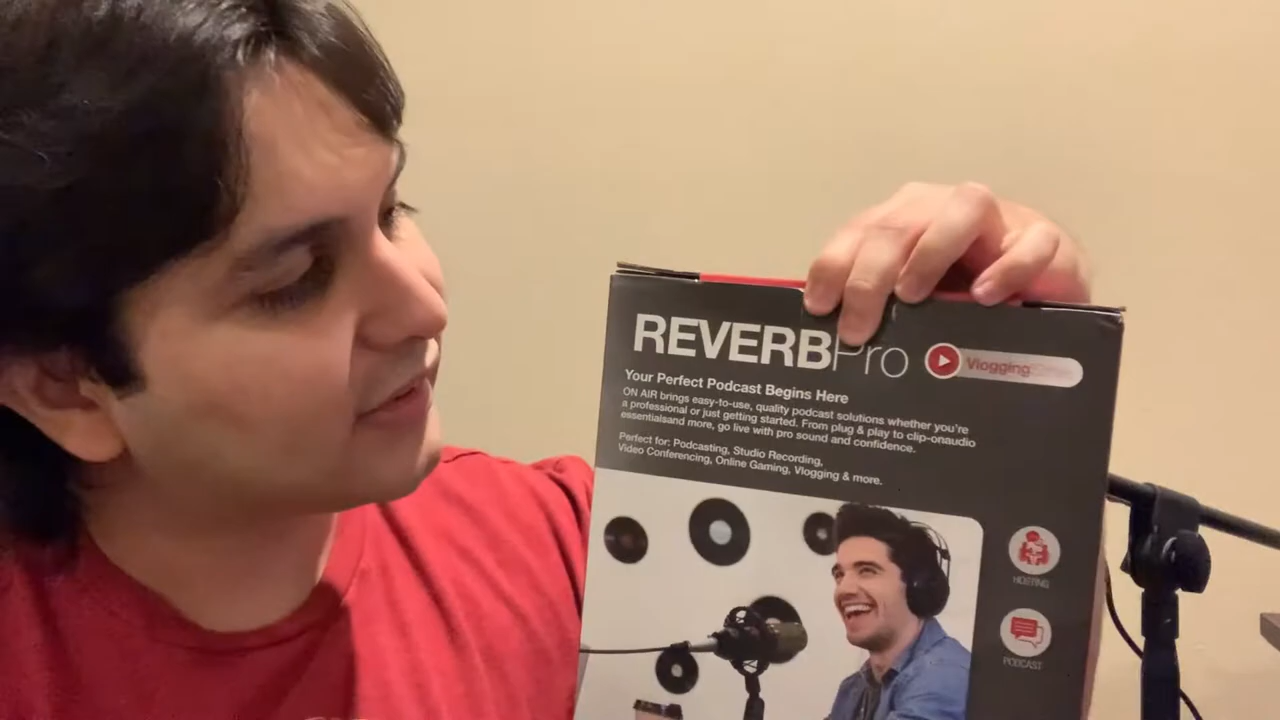 REVERBPro
Vlogging
Your Perfect Podcast Begins Here
ON AIR brings easy-to-use, quality podcast solutions whether you're
a professional or just getting started. From plug & play to clip-onaudio
essentialsand more, go live with pro sound and confidence.
Perfect for: Podcasting, Studio Recording,
Video Conferencing, Online Gaming, Vlogging & more.
HOSTING
PODCAST